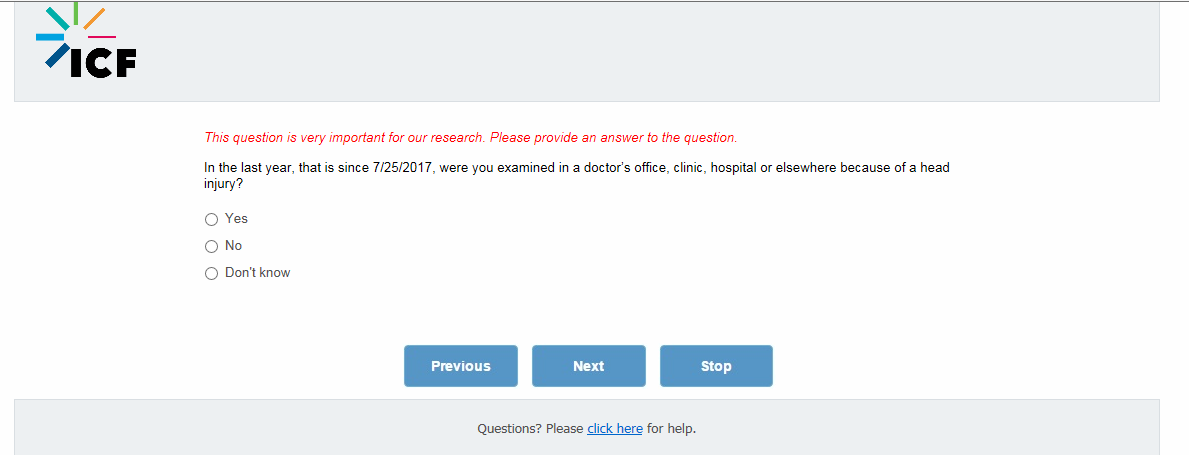 ICF
This question is very important for our research. Please provide an answer to the question.
In the last year, that is since 7/25/2017, were you examined in a doctor's office, clinic, hospital or elsewhere because of a head
injury?
Yes
No
Don't know
Previous Next Stop
Questions? Please click here for help.